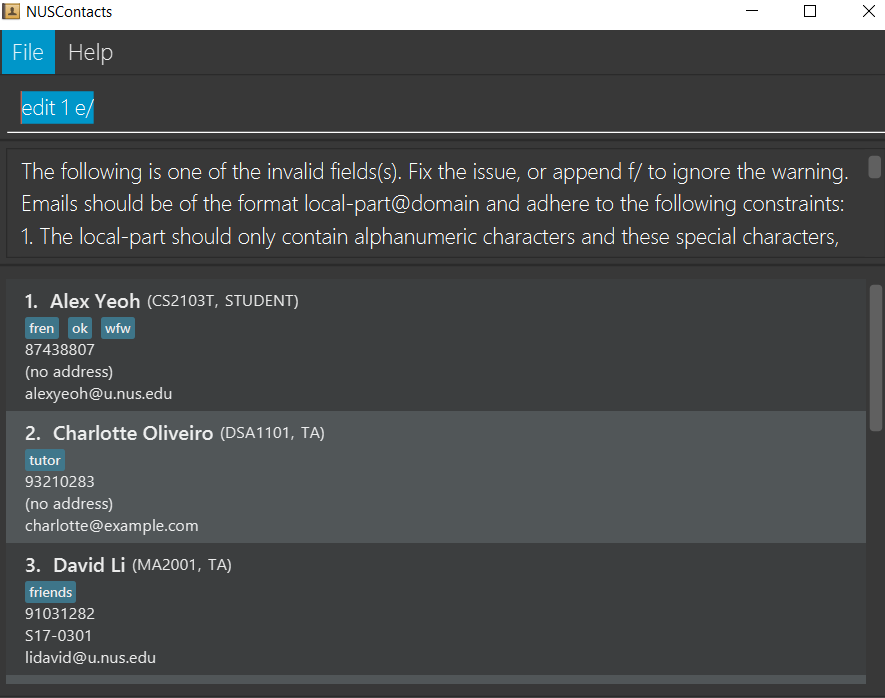 NUSContacts
File Help
edit 1 e/
The following is one of the invalid fields(s). Fix the issue, or append f/ to ignore the warning.
Emails should be of the format local-part@domain and adhere to the following constraints:
1. The local-part should only contain alphanumeric characters and these special characters,
1. Alex Yeoh (CS2103T, STUDENT)
fren ok wfw
87438807
(no address)
alexyeoh@u.nus.edu
2. Charlotte Oliveiro (DSA1101, TA)
tutor
93210283
(no address)
charlotte@example.com
3. David Li (MA2001, TA)
friends
91031282
S17-0301
lidavid@u.nus.edu